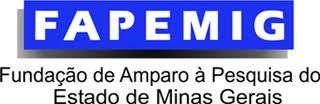 FAPEMIG
Fundação de Amparo à Pesquisa do
Estado de Minas Gerais